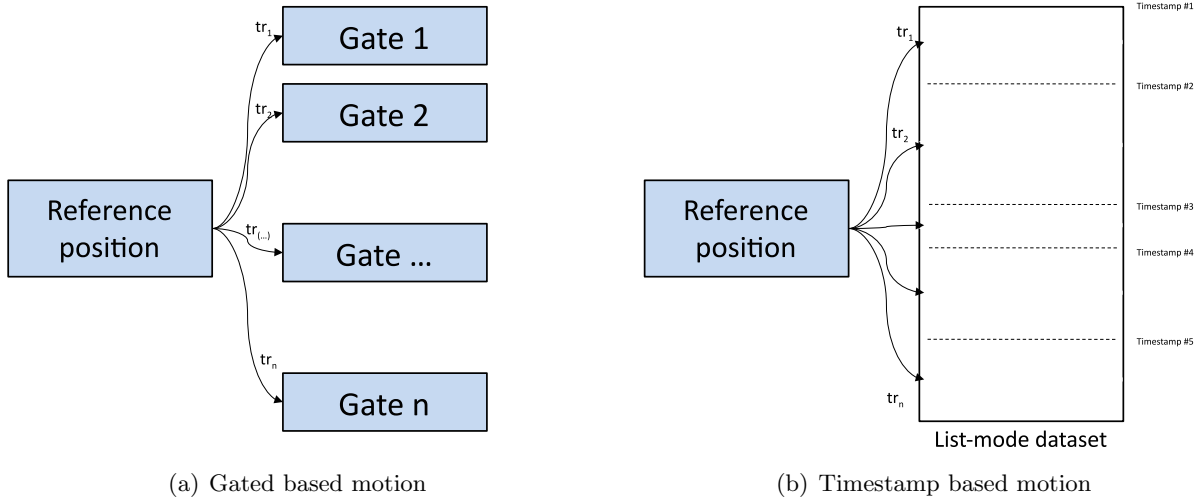 tr1
Gate 1
tr2
Gate 2
Reference
position
tr(...)
Gate ...
trn
Gate n
(a) Gated based motion
Timestamp #1
tr1
Timestamp #2
tr2
Reference
position
Timestamp #3
Timestamp #4
Timestamp #5
trn
List-mode dataset
(b) Timestamp based motion